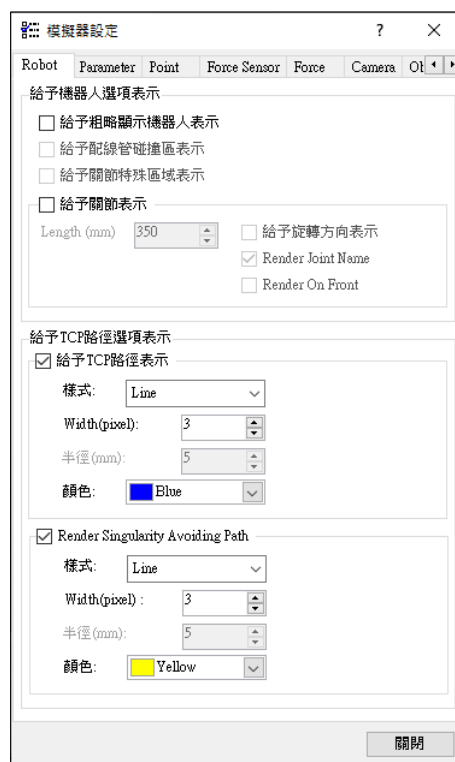 模擬器設定
Robot Parameter Point Force Sensor Force Camera
給予機器人選項表示
給予粗略顯示機器人表示
給予配線管碰撞區表示
給予關節特殊區域表示
給予關節表示
Length (mm) 350 給予旋轉方向表示
Render Joint Name
Render On Front
給予TCP路徑選項表示
給予TCP路徑表示
樣式: Line
Width(pixel): 3
半徑(mm): 5
顏色: Blue
Render Singularity Avoiding Path
樣式: Line
Width(pixel) : 3
半徑(mm): 5
顏色: Yellow
關閉